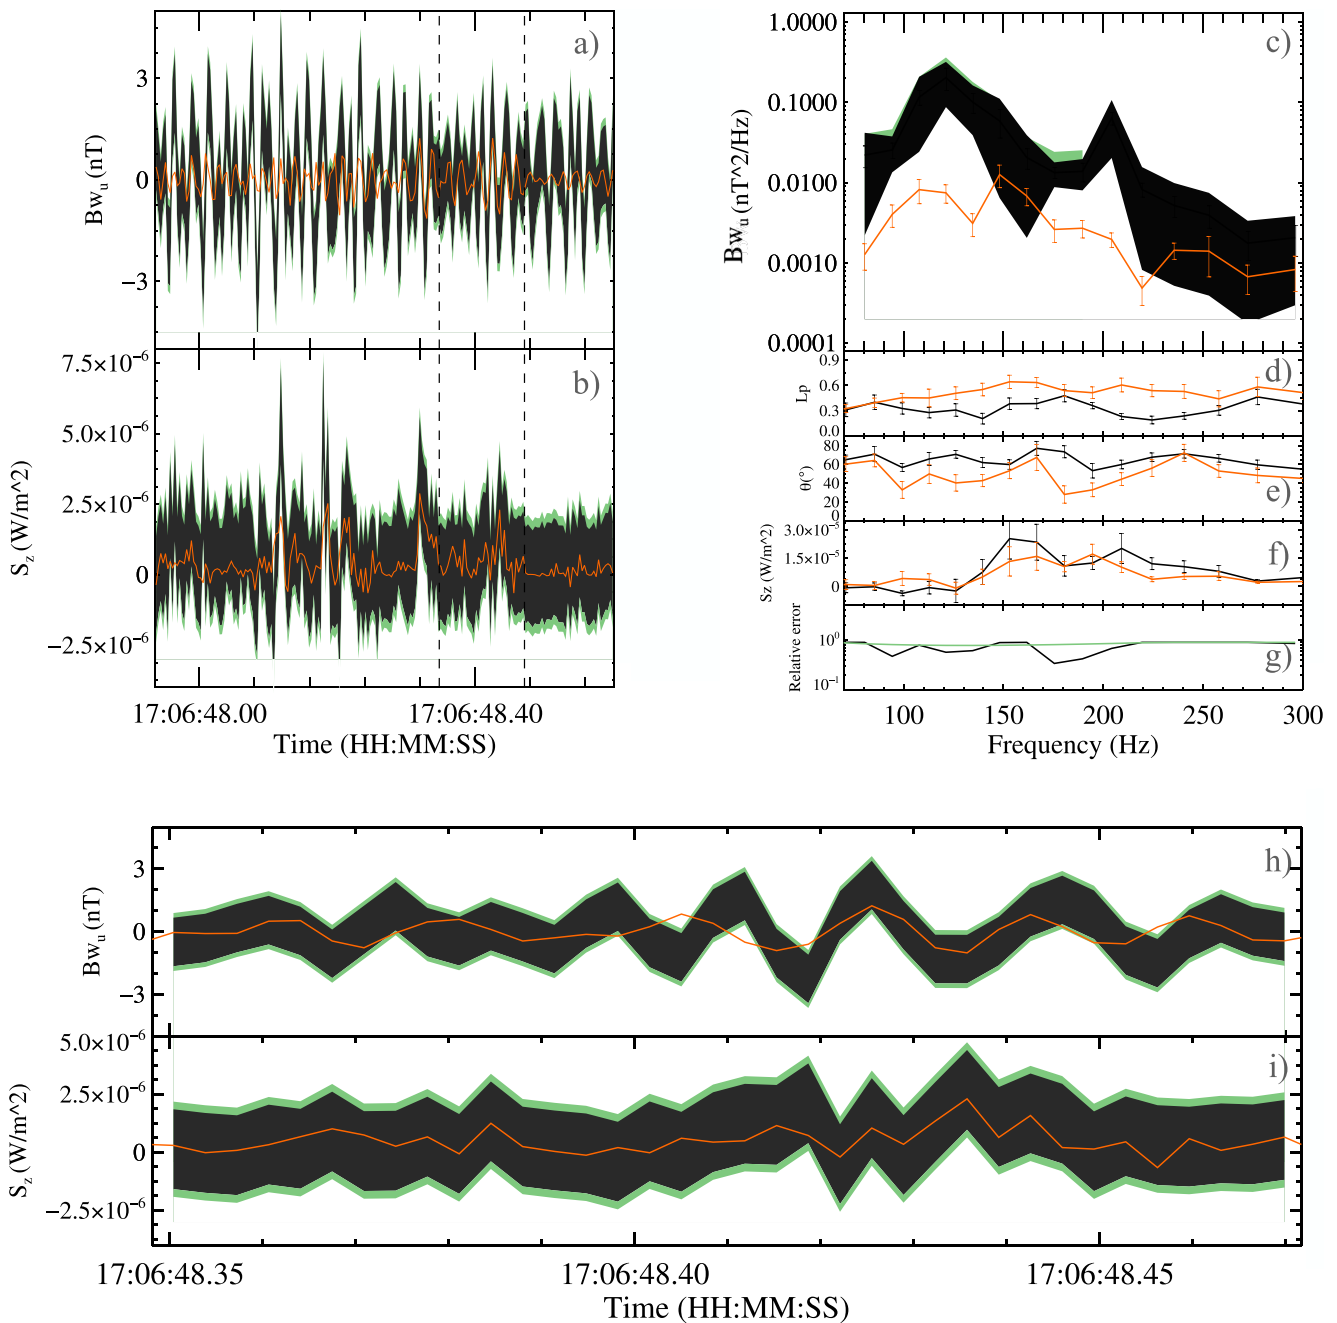 a)
3
0
−3
Bw_u (nT)
b)
7.5×10⁻⁶
5.0×10⁻⁶
2.5×10⁻⁶
0
−2.5×10⁻⁶
S_z (W/m^2)
17:06:48.00
17:06:48.40
Time (HH:MM:SS)
c)
1.0000
0.1000
0.0100
0.0010
0.0001
Bw_u (nT^2/Hz)
d)
0.9
0.6
0.3
0.0
Lp
e)
80
60
40
20
0
θ(°)
f)
3.0×10⁻⁵
1.5×10⁻⁵
0
Sz (W/m^2)
g)
10⁰
10⁻¹
Relative error
100
150
200
250
300
Frequency (Hz)
h)
3
0
−3
Bw_u (nT)
i)
5.0×10⁻⁶
2.5×10⁻⁶
0
−2.5×10⁻⁶
S_z (W/m^2)
17:06:48.35
17:06:48.40
17:06:48.45
Time (HH:MM:SS)